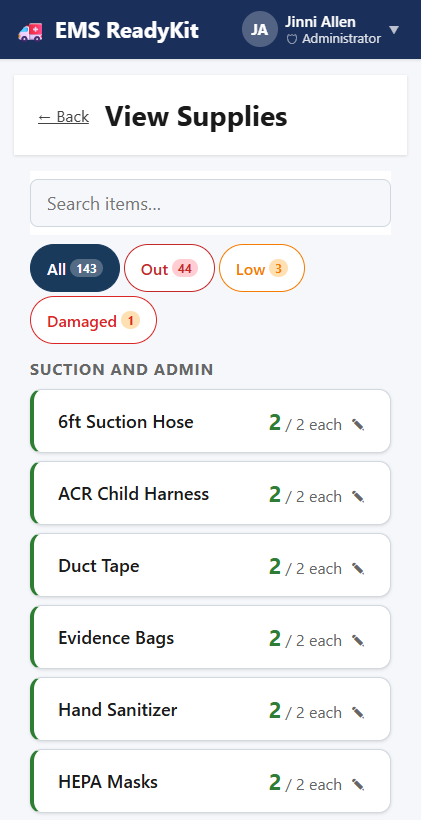 EMS ReadyKit
JA
Jinni Allen
Administrator
← Back
View Supplies
Search items...
All 143
Out 44
Low 3
Damaged 1
SUCTION AND ADMIN
6ft Suction Hose 2 / 2 each
ACR Child Harness 2 / 2 each
Duct Tape 2 / 2 each
Evidence Bags 2 / 2 each
Hand Sanitizer 2 / 2 each
HEPA Masks 2 / 2 each